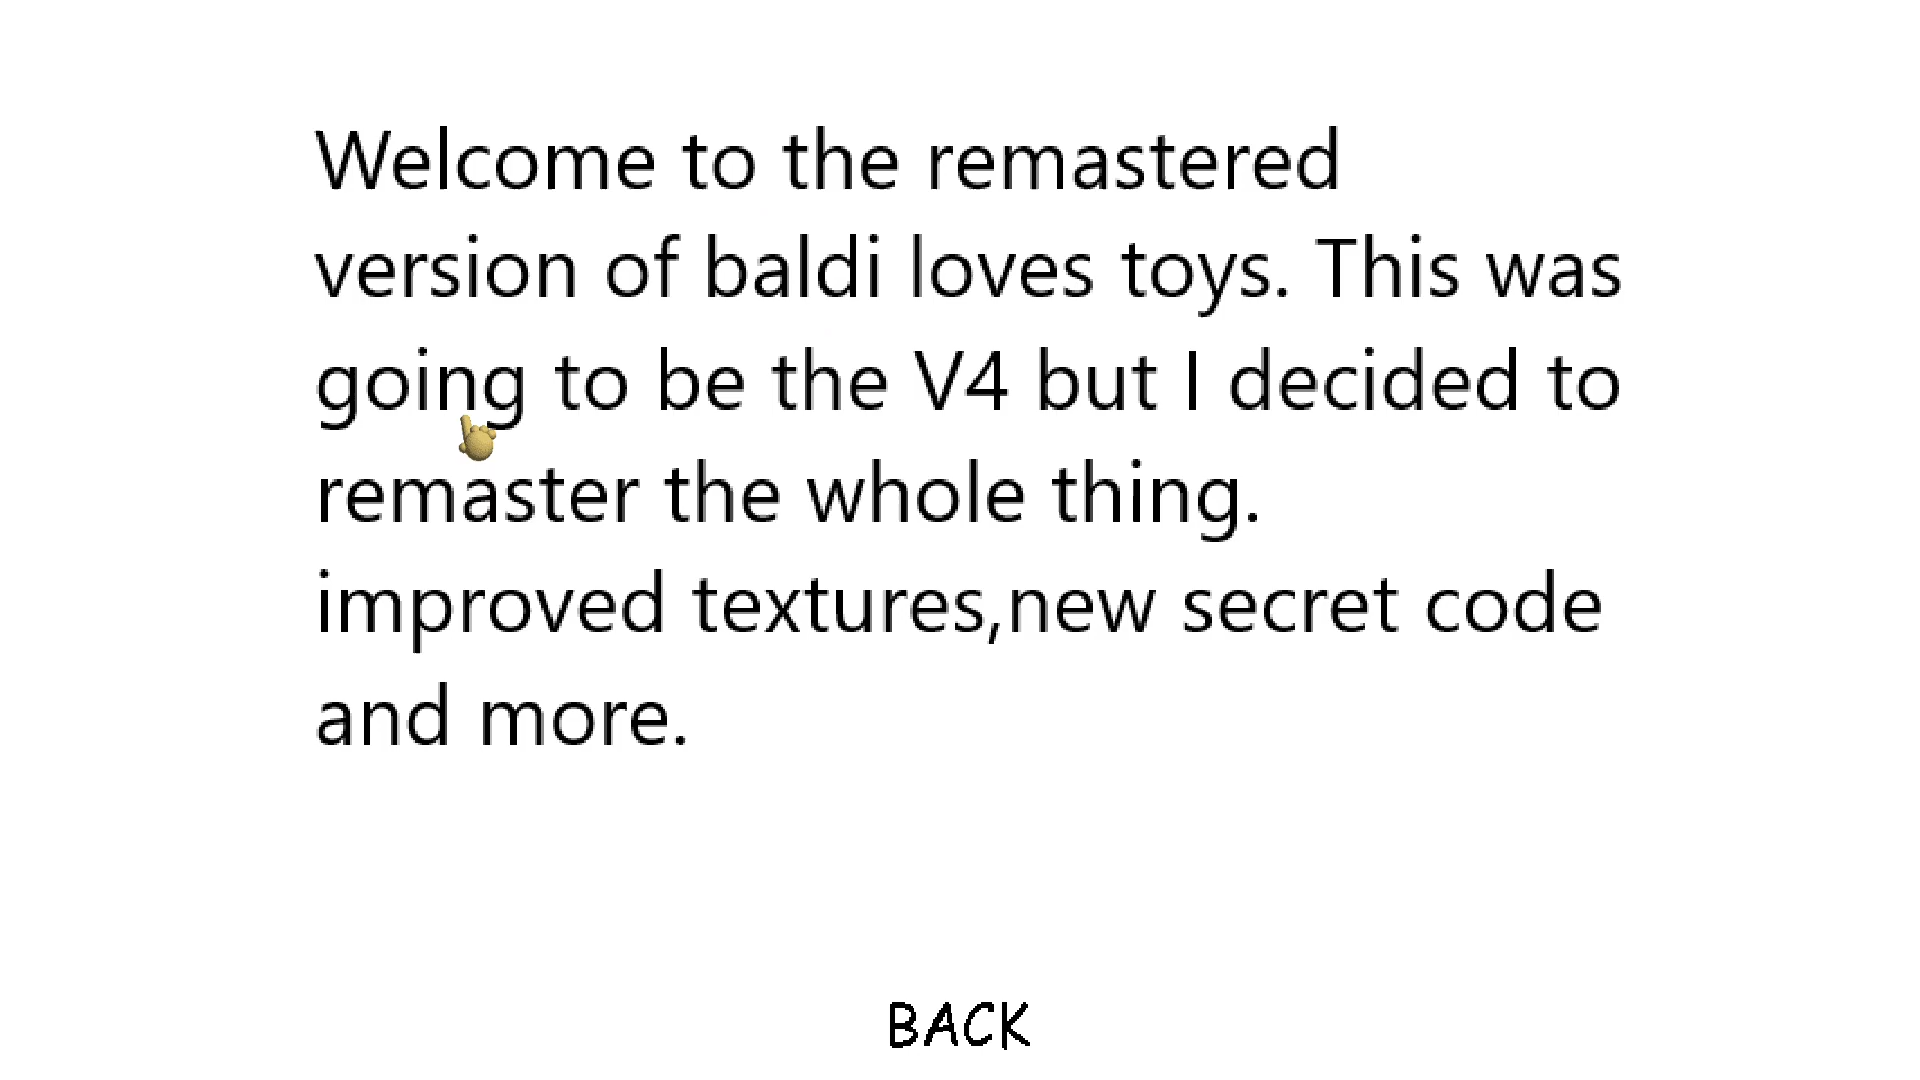 Welcome to the remastered
version of baldi loves toys. This was
going to be the V4 but I decided to
remaster the whole thing.
improved textures,new secret code
and more.
BACK